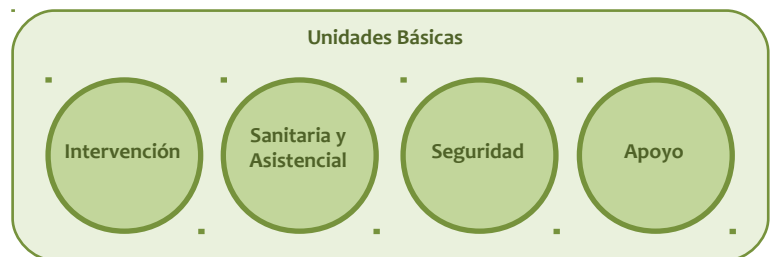 Unidades Básicas
Intervención
Sanitaria y
Asistencial
Seguridad
Apoyo